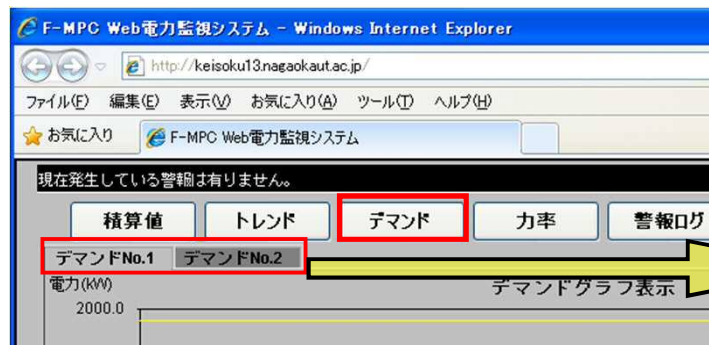 F-MPC Web電力監視システム - Windows Internet Explorer
http://keisoku13.nagaokaut.ac.jp/
ファイル(F) 編集(E) 表示(V) お気に入り(A) ツール(T) ヘルプ(H)
お気に入り F-MPC Web電力監視システム
現在発生している警報は有りません。
積算値 トレンド デマンド 力率 警報ログ
デマンドNo.1 デマンドNo.2
電力(kW) デマンドグラフ表示
2000.0